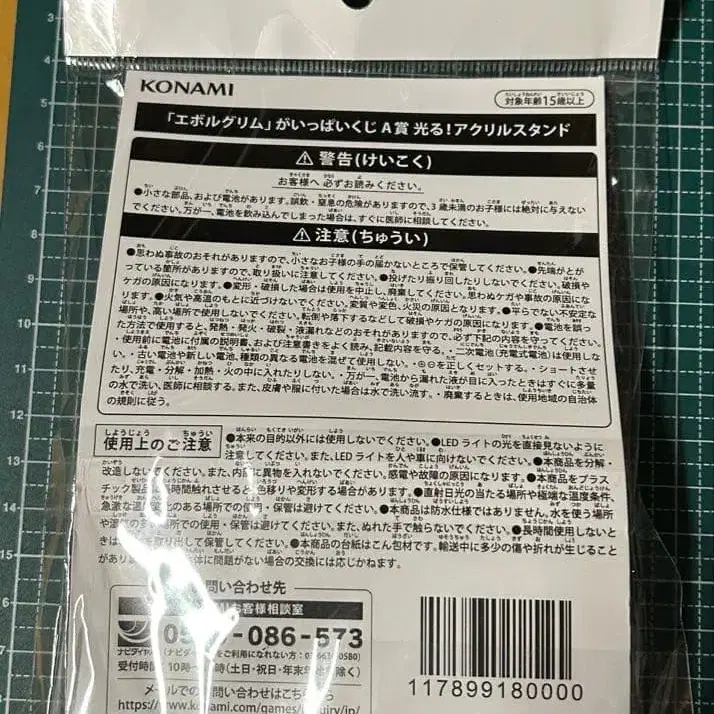 KONAMI
対象年齢15歳以上
「エボルグリム」がいっぱいくじ A賞 光る!アクリルスタンド
⚠警告(けいこく)
お客様へ 必ずお読みください。
●小さな部品、および電池があります。誤飲・窒息の危険がありますので、3歳未満のお子様には絶対に与えない
でください。万が一、電池を飲み込んでしまった場合は、すぐに医師に相談してください。
⚠注意(ちゅうい)
●思わぬ事故のおそれがありますので、小さなお子様の手の届かないところで保管してください。●先端がとが
っている箇所がありますので、取り扱いに注意してください。●投げたり振り回したりしないでください。破損や
ケガの原因になります。●変形・破損した場合は使用を中止し、廃棄してください。思わぬケガや事故の原因にな
ります。●火気や高温のもとに近づけないでください。変質や変色、火災の原因となります。●平らでない不安定な
場所や、高い場所で使用しないでください。転倒や落下するなどして破損やケガの原因になります。●電池を誤っ
た方法で使用すると、発熱・発火・破裂・液漏れなどのおそれがありますので、必ず下記の内容を守ってください。
・使用前に電池に付属の説明書、および注意書きをよく読み、記載内容を守る。・二次電池(充電式電池)は使用しな
い。・古い電池や新しい電池、種類の異なる電池を混ぜて使用しない。・⊕⊖を正しくセットする。・ショートさせ
たり、充電・分解・加熱・火の中に入れたりしない。・万が一、電池から漏れた液が目に入ったときはすぐに多量
の水で洗い、医師に相談する。また、皮膚や服に付いた場合は水で洗い流す。・廃棄するときは、使用地域の自治体
の規則に従う。
使用上のご注意
●本来の目的以外には使用しないでください。●LEDライトの光を直接見ないように
注意してください。また、LEDライトを人や車に向けないでください。●本商品を分解・
改造しないでください。また、内部に異物を入れないでください。感電や故障の原因になります。●本商品をプラス
チック製品に長時間触れさせると、色移りや変形する場合があります。●直射日光の当たる場所や極端な温度条件、
急激な温度変化のある場所での使用・保管は避けてください。●本商品は防水仕様ではありません。水を使う場所
や湿度の高い場所での使用・保管は避けてください。また、ぬれた手で触らないでください。●長時間使用しないと
きは電池を取り出して保管してください。●本商品の台紙はこん包材です。輸送中に多少の傷や折れが生じること
があり 体に問題がない場合の交換には応じかねます。
問い合わせ先
お客様相談室
-086-573
ナビダイヤル
受付時間 10時~ (土・日・祝日・年末年始 除く)
メールでの お問い合わせはこちら
https://www.konami.com/games/inquiry/jp/
117899180000